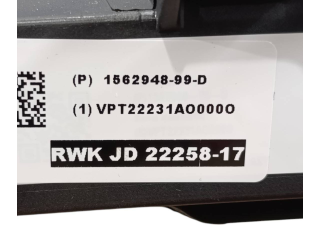 (P) 1562948-99-D
(1) VPT22231AO000O
RWK JD 22258-17